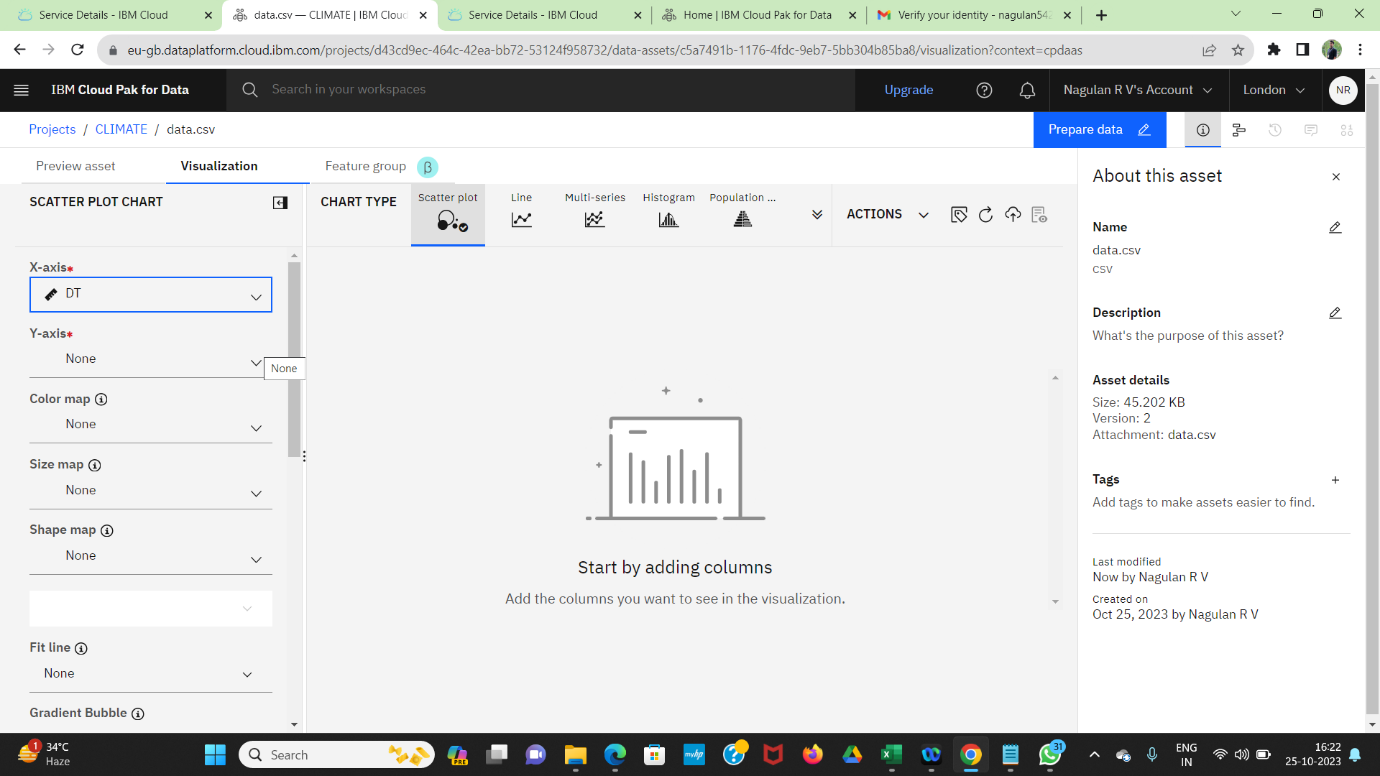 Service Details - IBM Cloud
data.csv — CLIMATE | IBM Cloud
Service Details - IBM Cloud
Home | IBM Cloud Pak for Data
Verify your identity - nagulan542
eu-gb.dataplatform.cloud.ibm.com/projects/d43cd9ec-464c-42ea-bb72-53124f958732/data-assets/c5a7491b-1176-4fdc-9eb7-5bb304b85ba8/visualization?context=cpdaas
IBM Cloud Pak for Data
Search in your workspaces
Upgrade
Nagulan R V's Account
London
NR
Projects / CLIMATE / data.csv
Prepare data
Preview asset
Visualization
Feature group
β
SCATTER PLOT CHART
X-axis*
DT
Y-axis*
None
None
Color map
None
Size map
None
Shape map
None
Fit line
None
Gradient Bubble
CHART TYPE
Scatter plot
Line
Multi-series
Histogram
Population ...
ACTIONS
Start by adding columns
Add the columns you want to see in the visualization.
About this asset
Name
data.csv
CSV
Description
What's the purpose of this asset?
Asset details
Size: 45.202 KB
Version: 2
Attachment: data.csv
Tags
Add tags to make assets easier to find.
Last modified
Now by Nagulan R V
Created on
Oct 25, 2023 by Nagulan R V
1
34°C
Haze
Search
PRE
mvhp
31
ENG
IN
16:22
25-10-2023